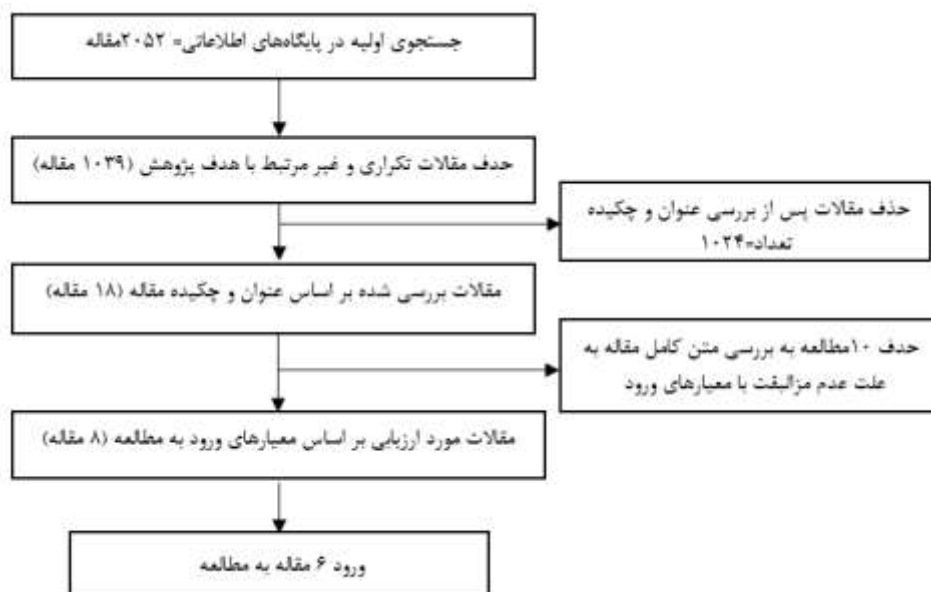 جستجوی اولیه در پایگاه‌های اطلاعاتی= ۲۰۵۲مقاله
حدف مقالات تکراری و غیر مرتبط با هدف پژوهش (۱۰۳۹ مقاله)
حذف مقالات پس از بررسی عنوان و چکیده
تعداد=۱۰۲۴
مقالات بررسی شده بر اساس عنوان و چکیده مقاله (۱۸ مقاله)
حدف ۱۰مطالعه به بررسی متن کامل مقاله به
علت عدم مزالبقت با معیارهای ورود
مقالات مورد ارزیابی بر اساس معیارهای ورود به مطالعه (۸ مقاله)
ورود ۶ مقاله به مطالعه